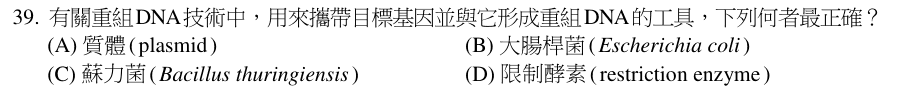 39. 有關重組DNA技術中，用來攜帶目標基因並與它形成重組DNA的工具，下列何者最正確？
(A) 質體(plasmid) (B) 大腸桿菌(Escherichia coli)
(C) 蘇力菌(Bacillus thuringiensis) (D) 限制酵素(restriction enzyme)